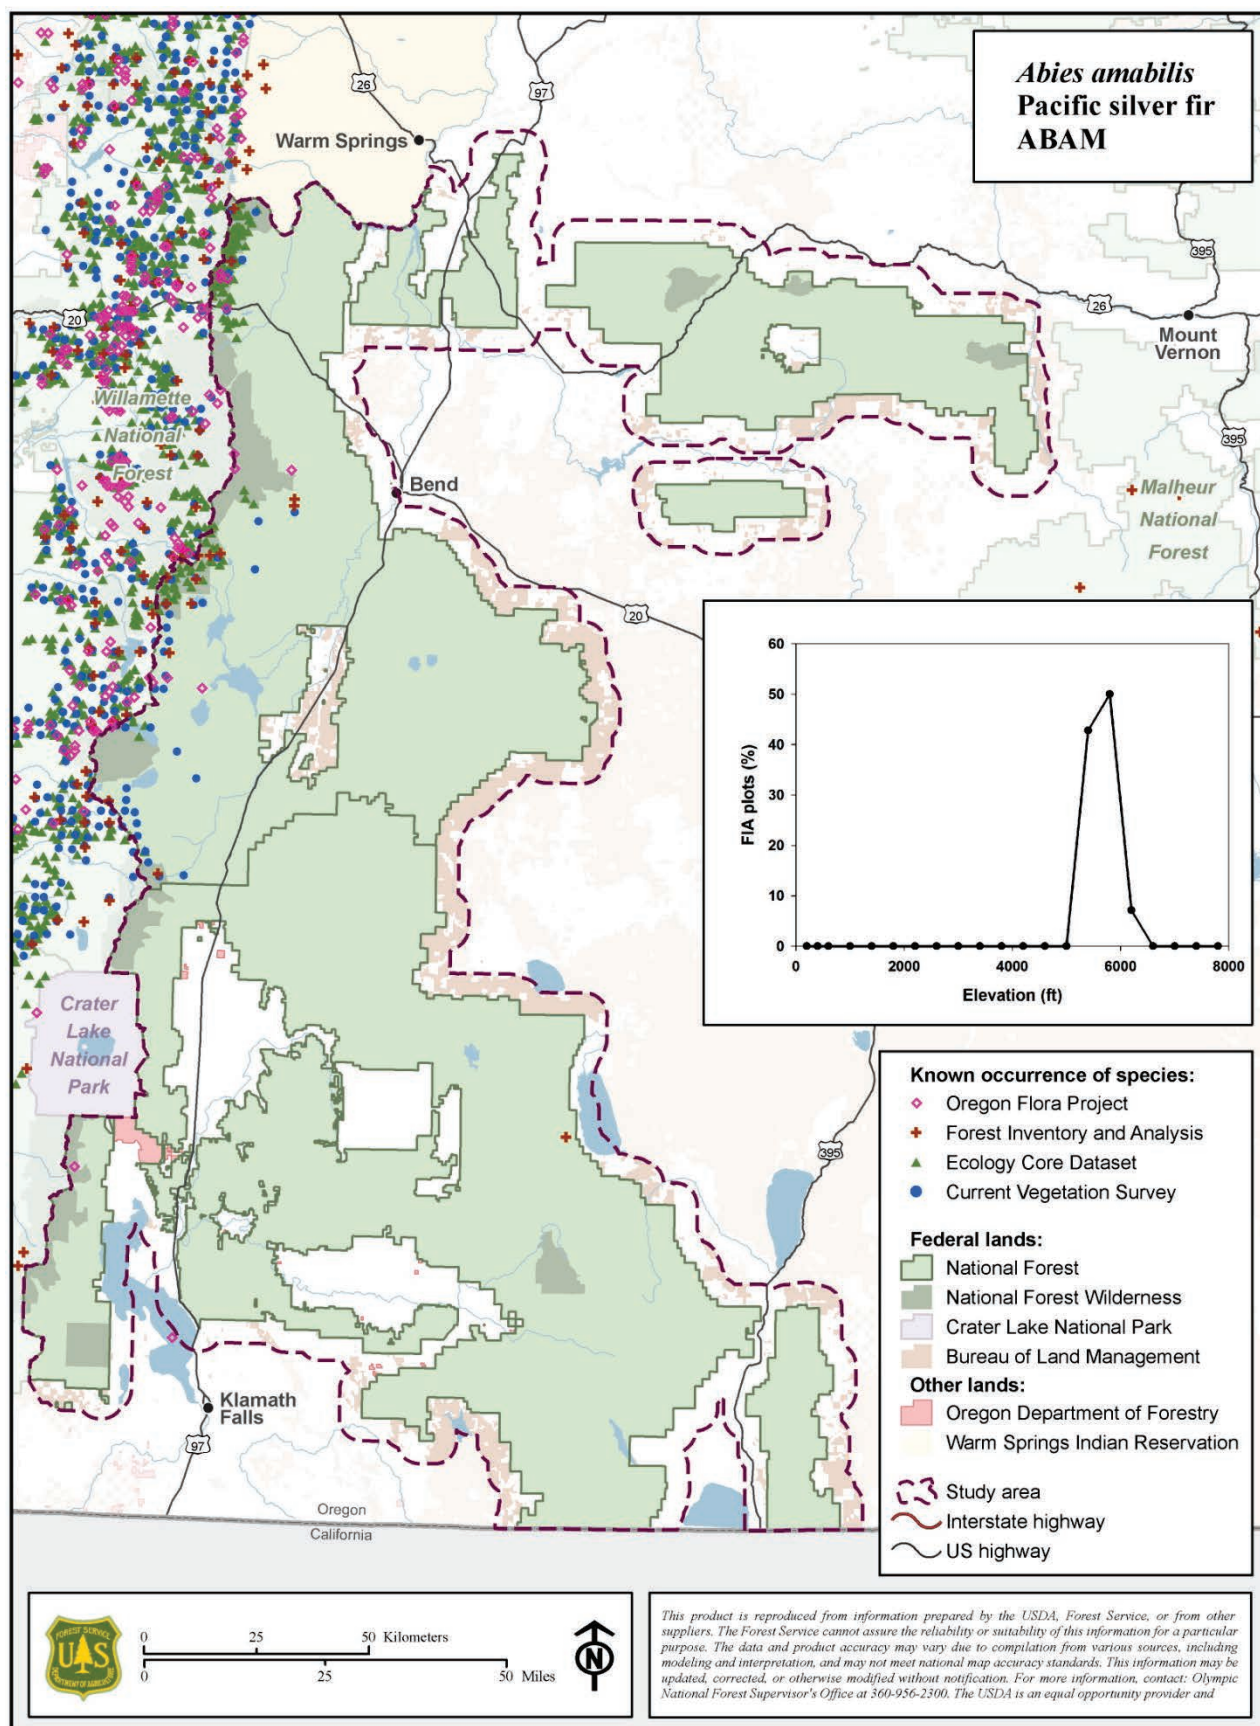 Abies amabilis
Pacific silver fir
ABAM
26
97
Warm Springs
395
20
26
Mount
Vernon
Willamette
National
Forest
395
Bend
Malheur
National
Forest
20
60
50
40
30
20
10
0
FIA plots (%)
0 2000 4000 6000 8000
Elevation (ft)
Crater
Lake
National
Park
Known occurrence of species:
Oregon Flora Project
Forest Inventory and Analysis
Ecology Core Dataset
Current Vegetation Survey
395
Federal lands:
National Forest
National Forest Wilderness
Crater Lake National Park
Bureau of Land Management
Other lands:
Oregon Department of Forestry
Warm Springs Indian Reservation
Study area
Interstate highway
US highway
Klamath
Falls
97
Oregon
California
FOREST SERVICE
US
DEPARTMENT OF AGRICULTURE
0 25 50 Kilometers
0 25 50 Miles
N
This product is reproduced from information prepared by the USDA, Forest Service, or from other
suppliers. The Forest Service cannot assure the reliability or suitability of this information for a particular
purpose. The data and product accuracy may vary due to compilation from various sources, including
modeling and interpretation, and may not meet national map accuracy standards. This information may be
updated, corrected, or otherwise modified without notification. For more information, contact: Olympic
National Forest Supervisor's Office at 360-956-2300. The USDA is an equal opportunity provider and